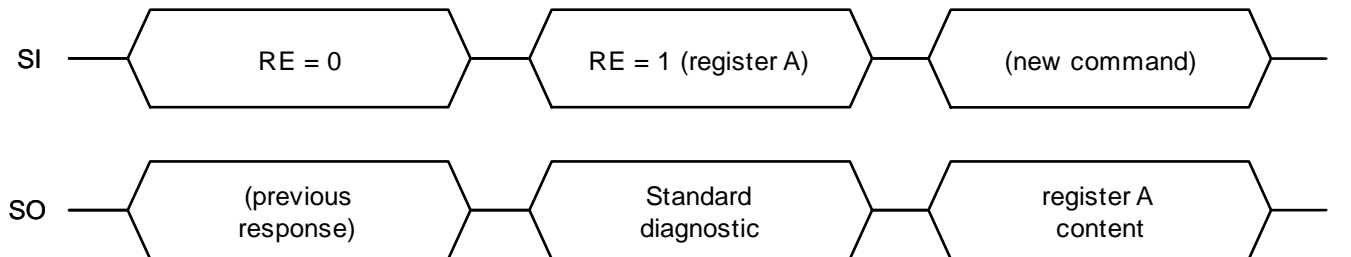 SI
RE = 0
RE = 1 (register A)
(new command)
SO
(previous
response)
Standard
diagnostic
register A
content